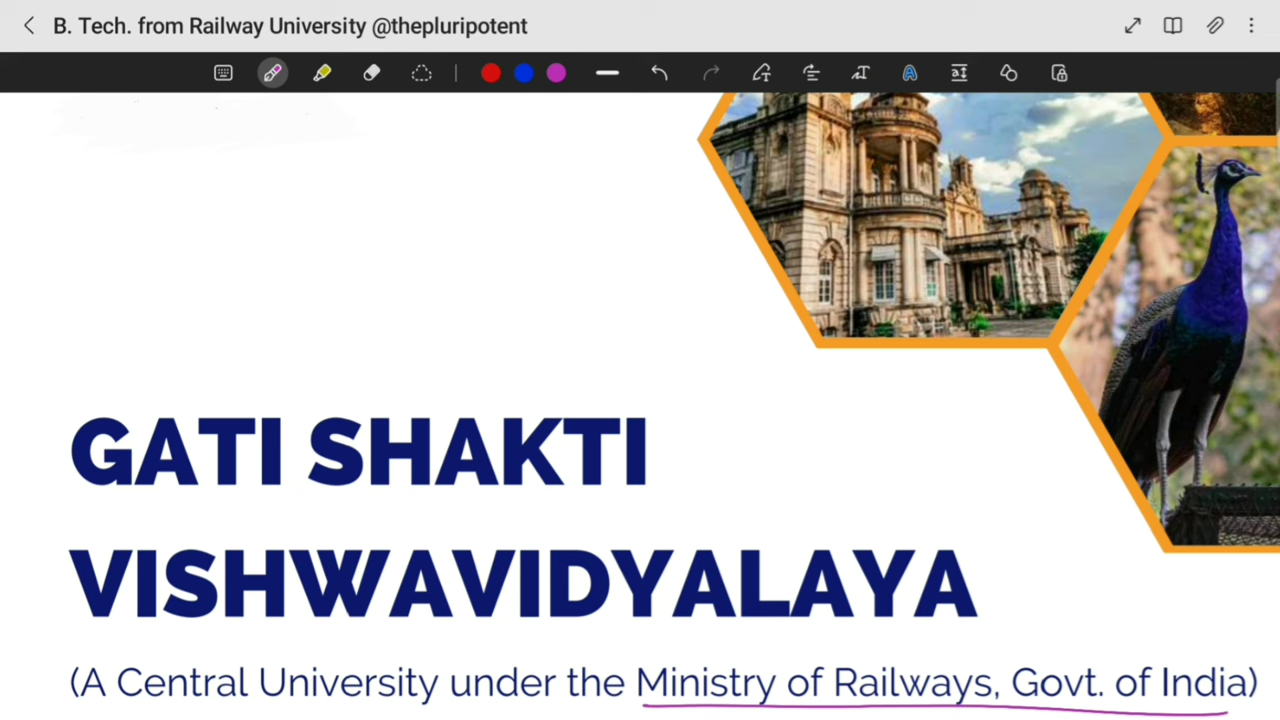 B. Tech. from Railway University @thepluripotent
GATI SHAKTI
VISHWAVIDYALAYA
(A Central University under the Ministry of Railways, Govt. of India)